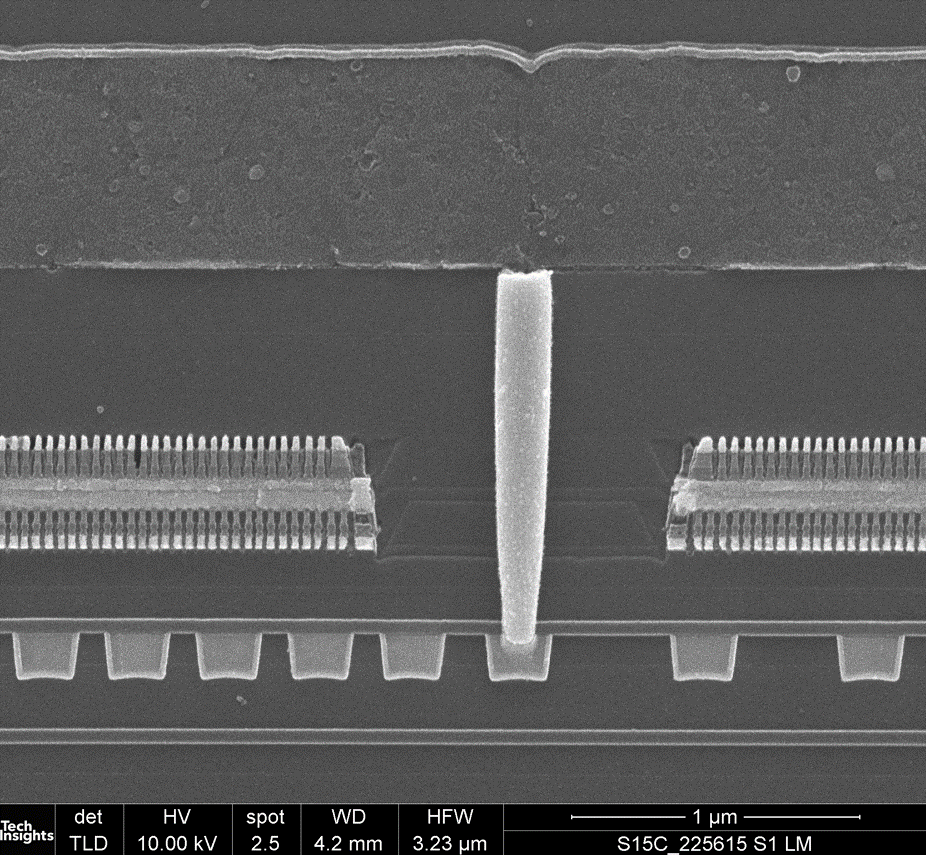 Tech
Insights
det
HV
spot
WD
HFW
1 µm
TLD
10.00 kV
2.5
4.2 mm
3.23 µm
S15C_225615 S1 LM